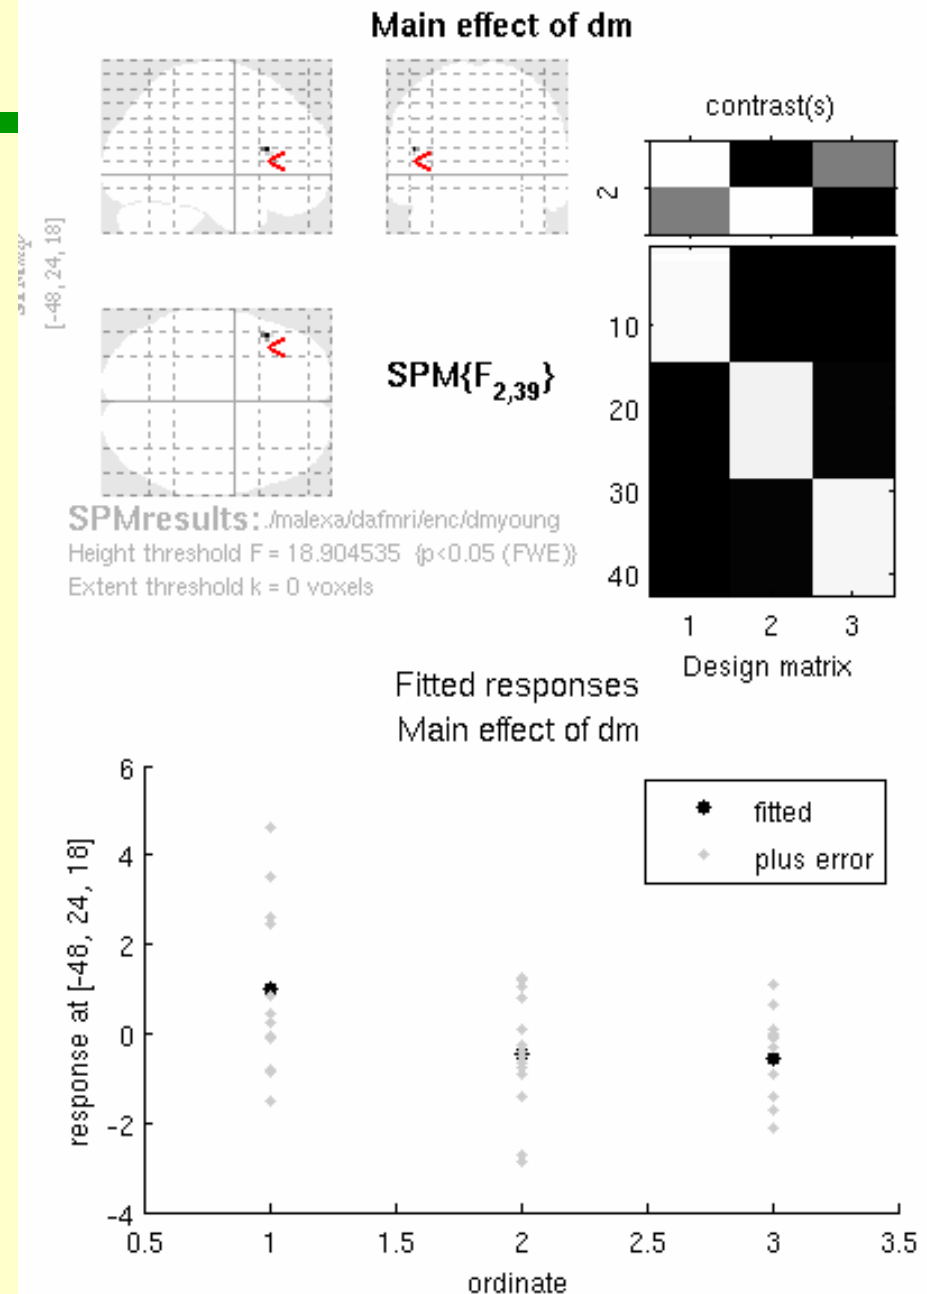 Main effect of dm
contrast(s)
2
[-48, 24, 18]
SPM{F2,39}
10
20
30
40
1 2 3
Design matrix
SPMresults: ./malexa/dafmri/enc/dmyoung
Height threshold F = 18.904535 {p<0.05 (FWE)}
Extent threshold k = 0 voxels
Fitted responses
Main effect of dm
fitted
plus error
response at [-48, 24, 18]
6
4
2
0
-2
-4
0.5 1 1.5 2 2.5 3 3.5
ordinate